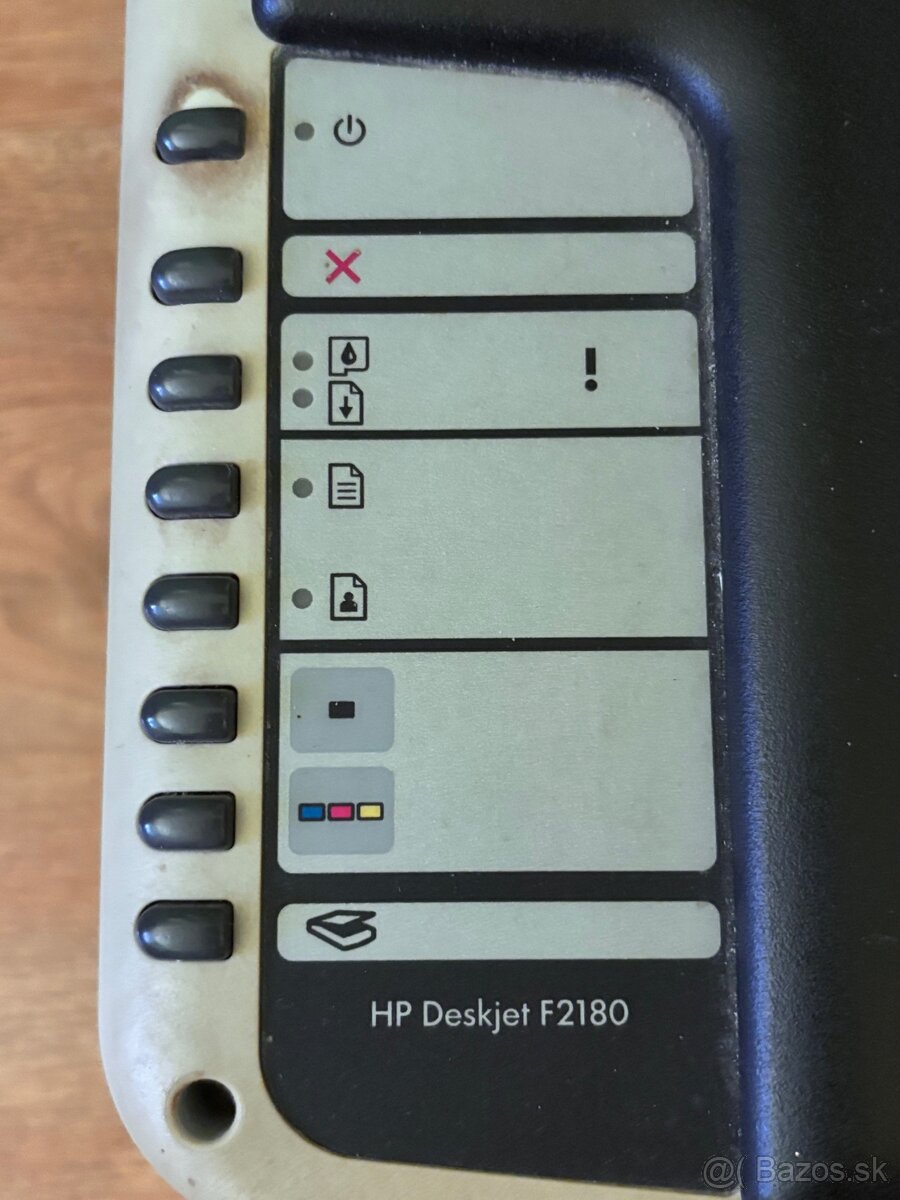 !
HP Deskjet F2180
@( Bazos.sk